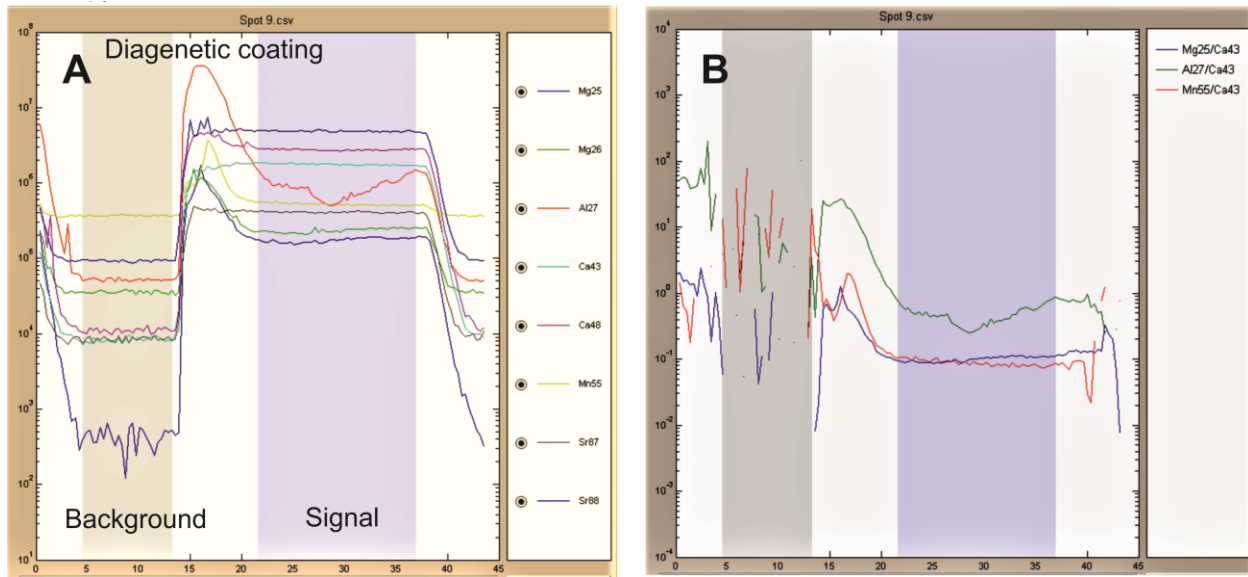 Spot 9.csv
Diagenetic coating
A
10^8
10^7
10^6
10^5
10^4
10^3
10^2
10^1
Background
Signal
0 5 10 15 20 25 30 35 40 45
Mg25
Mg26
Al27
Ca43
Ca48
Mn55
Sr87
Sr88
Spot 9.csv
B
10^6
10^4
10^2
10^1
10^0
10^-1
10^-2
10^-3
10^-4
0 5 10 15 20 25 30 35 40 45
Mg25/Ca43
Al27/Ca43
Mn55/Ca43